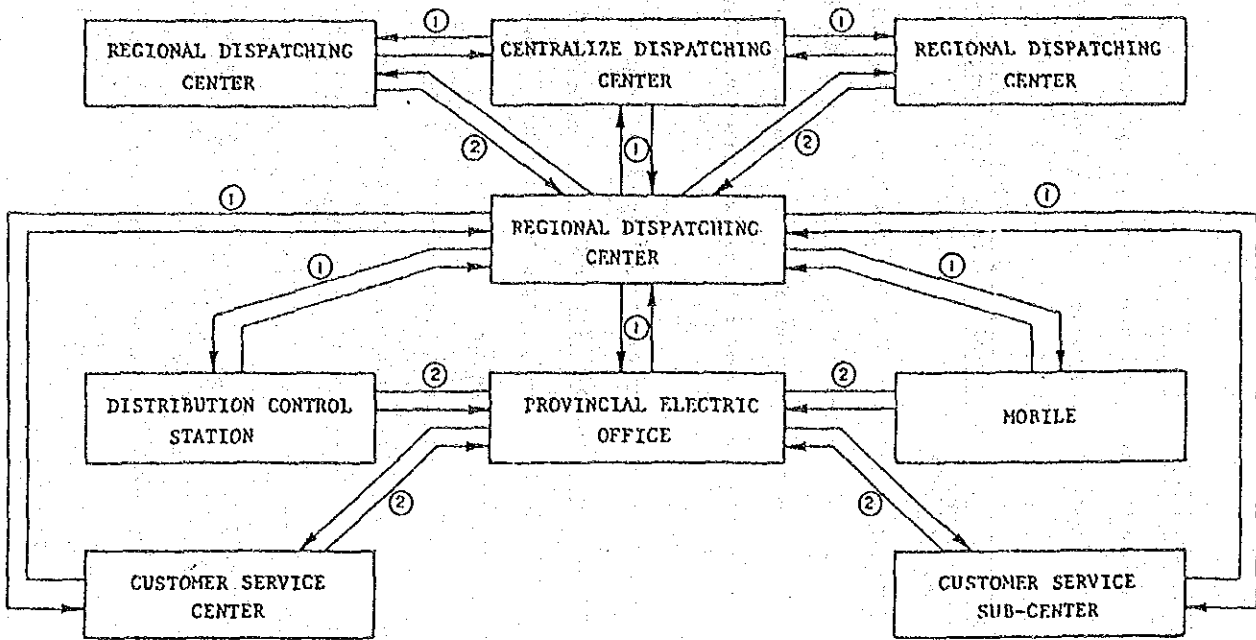 ①
①
REGIONAL DISPATCHING
CENTER
CENTRALIZE DISPATCHING
CENTER
REGIONAL DISPATCHING
CENTER
②
①
②
①
①
REGIONAL DISPATCHING
CENTER
①
①
①
②
②
DISTRIBUTION CONTROL
STATION
PROVINCIAL ELECTRIC
OFFICE
MOBILE
②
②
CUSTOMER SERVICE
CENTER
CUSTOMER SERVICE
SUB-CENTER